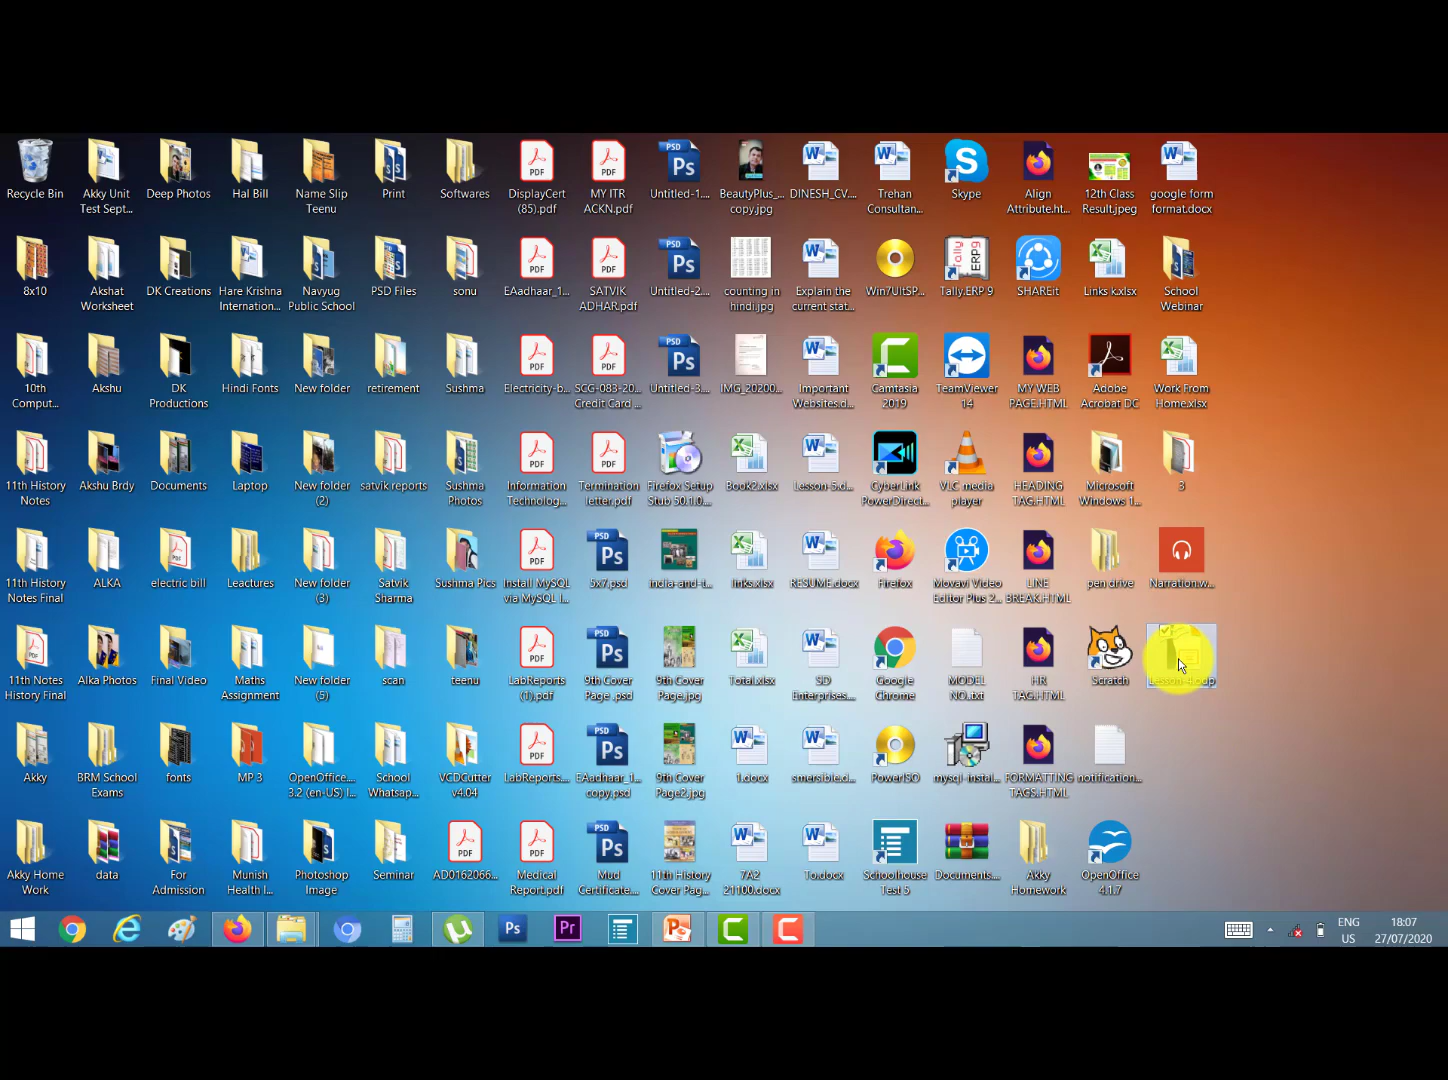 Recycle Bin
Akky Unit
Test Sept...
Deep Photos
Hal Bill
Name Slip
Teenu
Print
Softwares
DisplayCert
(85).pdf
MY ITR
ACKN.pdf
Untitled-1....
BeautyPlus_...
copy.jpg
DINESH_CV....
Trehan
Consultan...
Skype
Align
Attribute.ht...
12th Class
Result.jpeg
google form
format.docx
8x10
Akshat
Worksheet
DK Creations
Hare Krishna
Internation...
Navyug
Public School
PSD Files
sonu
EAadhaar_1...
SATVIK
ADHAR.pdf
Untitled-2....
counting in
hindi.jpg
Explain the
current stat...
Win7UltSP...
Tally.ERP 9
SHAREit
Links k.xlsx
School
Webinar
10th
Comput...
Akshu
DK
Productions
Hindi Fonts
New folder
retirement
Sushma
Electricity-b...
SCG-083-20...
Credit Card ...
Untitled-3....
IMG_20200...
Important
Websites.d...
Camtasia
2019
TeamViewer
14
MY WEB
PAGE.HTML
Adobe
Acrobat DC
Work From
Home.xlsx
11th History
Notes
Akshu Brdy
Documents
Laptop
New folder
(2)
satvik reports
Sushma
Photos
Information
Technolog...
Termination
letter.pdf
Firefox Setup
Stub 50.1.0....
Book2.xlsx
Lesson-5.d...
CyberLink
PowerDirect...
VLC media
player
HEADING
TAG.HTML
Microsoft
Windows 1...
3
11th History
Notes Final
ALKA
electric bill
Leactures
New folder
(3)
Satvik
Sharma
Sushma Pics
Install MySQL
via MySQL I...
5x7.psd
india-and-t...
links.xlsx
RESUME.docx
Firefox
Movavi Video
Editor Plus 2...
LINE
BREAK.HTML
pen drive
Narration.w...
11th Notes
History Final
Alka Photos
Final Video
Maths
Assignment
New folder
(5)
scan
teenu
LabReports
(1).pdf
9th Cover
Page .psd
9th Cover
Page.jpg
Total.xlsx
SD
Enterprises....
Google
Chrome
MODEL
NO..txt
HR
TAG.HTML
Scratch
Lesson-4.odp
Akky
BRM School
Exams
fonts
MP 3
OpenOffice....
3.2 (en-US) I...
School
Whatsap...
VCDCutter
v4.04
LabReports....
EAadhaar_1...
copy.psd
9th Cover
Page2.jpg
1.docx
smersible.d...
PowerISO
mysql-instal...
FORMATTING
TAGS.HTML
notification...
Akky Home
Work
data
For
Admission
Munish
Health I...
Photoshop
Image
Seminar
AD0162066...
Medical
Report.pdf
Mud
Certificate....
11th History
Cover Pag...
7A2
21100.docx
To.docx
Schoolhouse
Test 5
Documents....
Akky
Homework
OpenOffice
4.1.7
ENG
US
18:07
27/07/2020